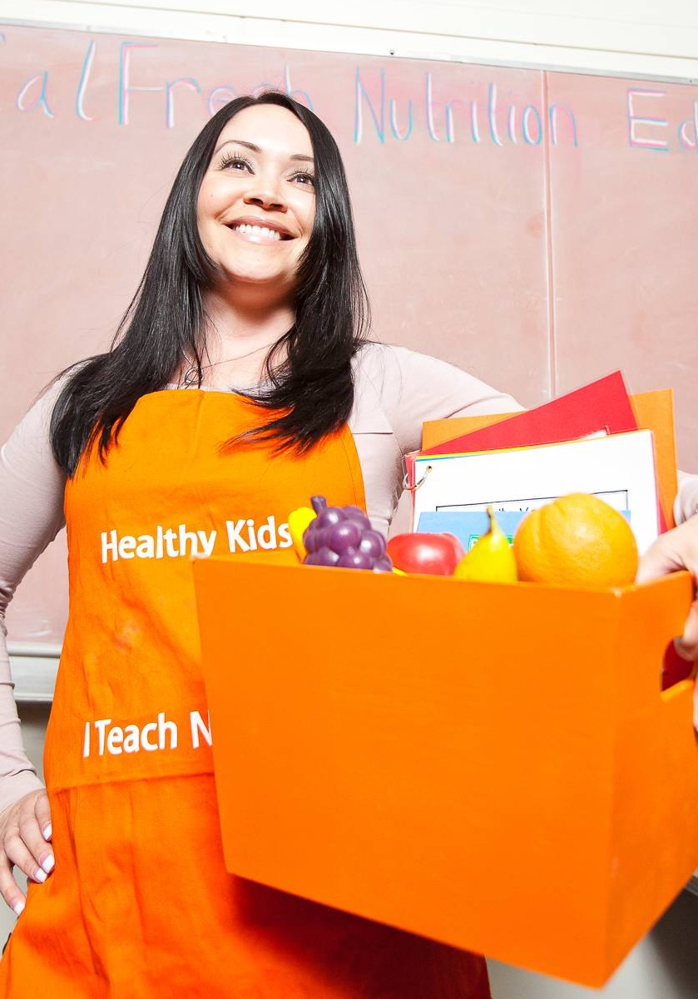 alFresh Nutrition Ed
Healthy Kids
I Teach N